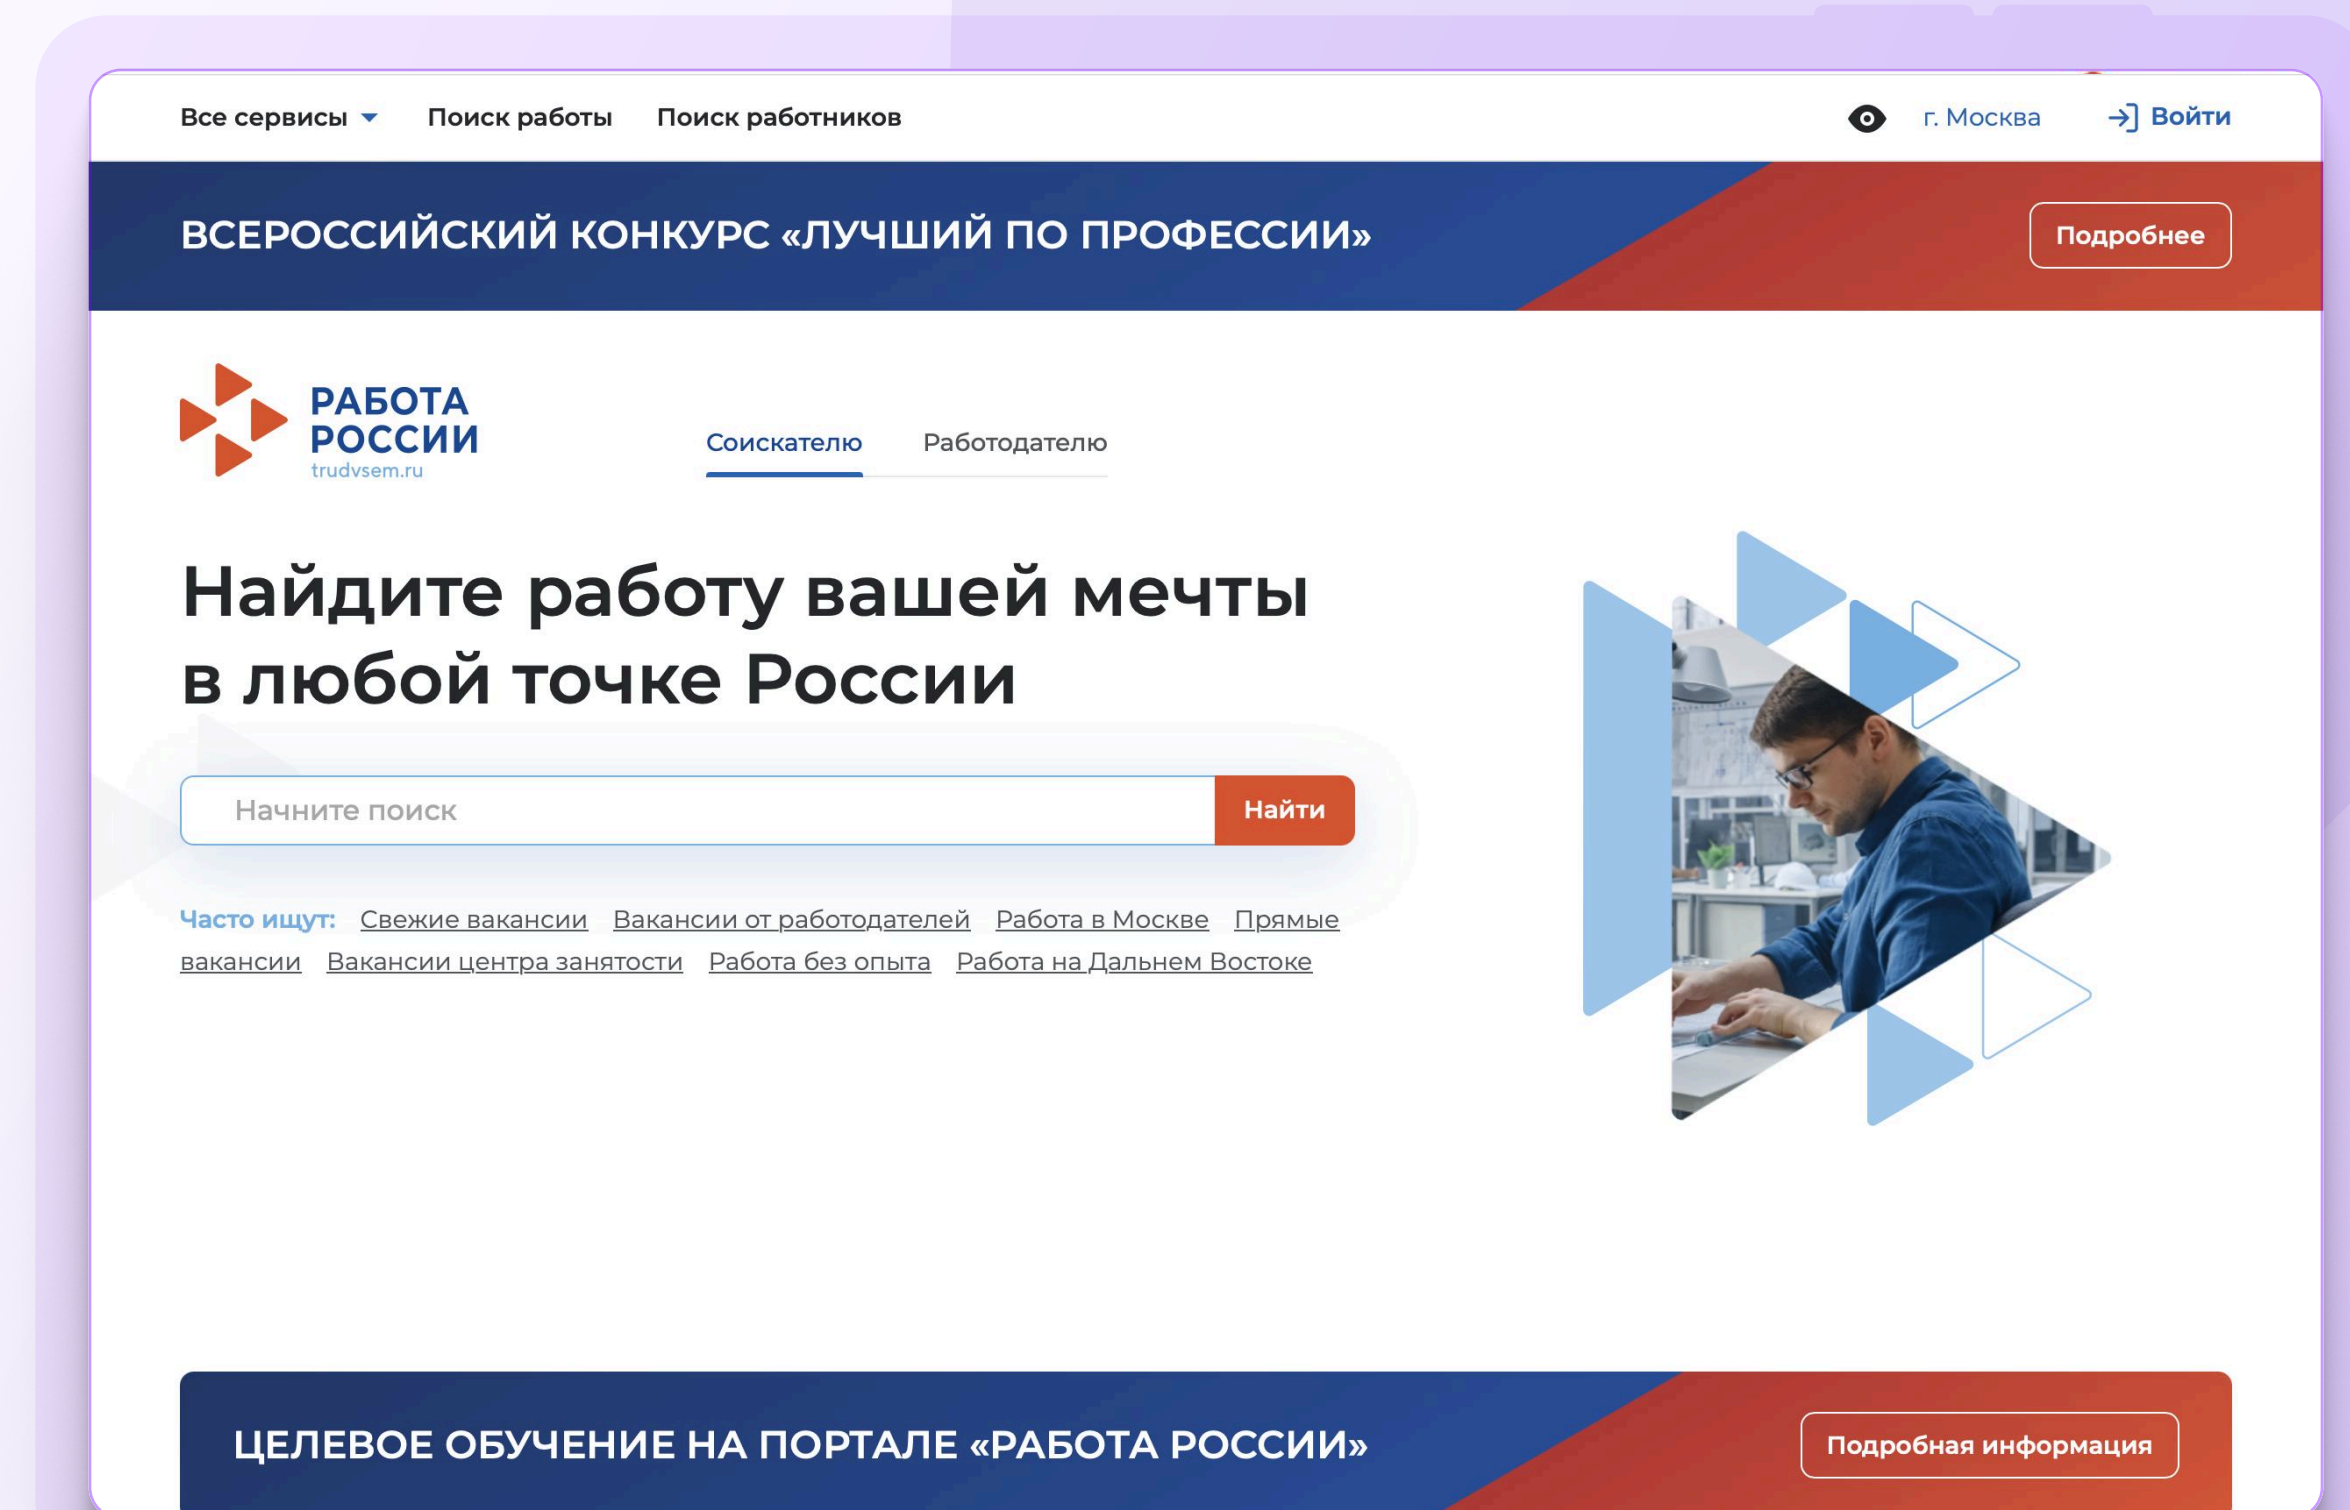 Все сервисы
Поиск работы
Поиск работников
г. Москва
Войти
ВСЕРОССИЙСКИЙ КОНКУРС «ЛУЧШИЙ ПО ПРОФЕССИИ»
Подробнее
РАБОТА
РОССИИ
trudvsem.ru
Соискателю
Работодателю
Найдите работу вашей мечты
в любой точке России
Начните поиск
Найти
Часто ищут: Свежие вакансии Вакансии от работодателей Работа в Москве Прямые
вакансии Вакансии центра занятости Работа без опыта Работа на Дальнем Востоке
ЦЕЛЕВОЕ ОБУЧЕНИЕ НА ПОРТАЛЕ «РАБОТА РОССИИ»
Подробная информация